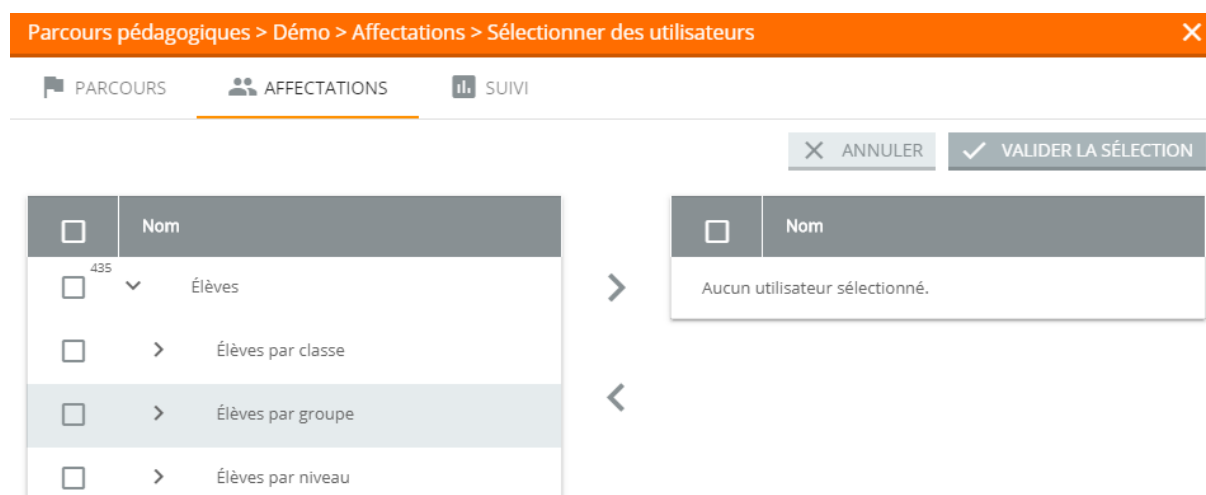 Parcours pédagogiques > Démo > Affectations > Sélectionner des utilisateurs
PARCOURS AFFECTATIONS SUIVI
ANNULER VALIDER LA SÉLECTION
Nom
435
Élèves
Élèves par classe
Élèves par groupe
Élèves par niveau
Nom
Aucun utilisateur sélectionné.